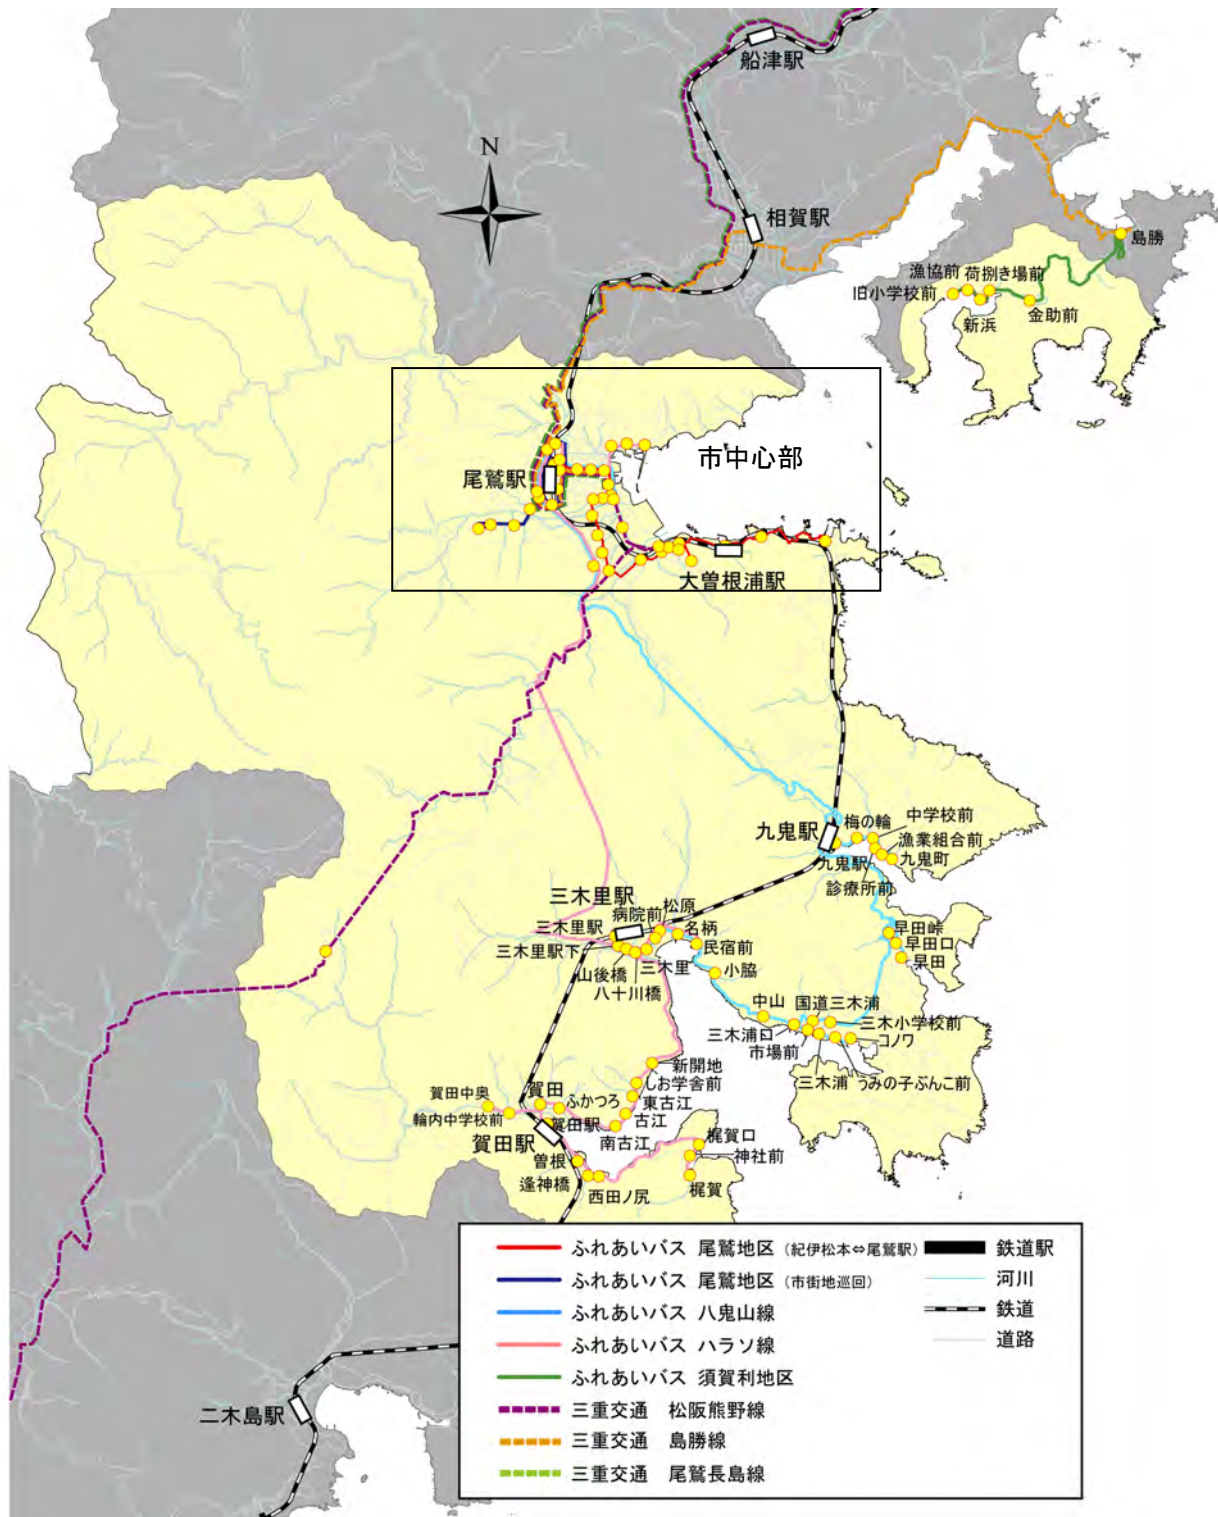 船津駅
N
相賀駅
島勝
漁協前
荷捌き場前
旧小学校前
新浜
金助前
市中心部
尾鷲駅
大曽根浦駅
九鬼駅
梅の輪
中学校前
漁業組合前
九鬼駅
九鬼町
診療所前
三木里駅
松原
病院前
三木里駅
名柄
早田峠
三木里駅下
民宿前
早田口
山後橋
三木里
早田
八十川橋
小脇
中山
国道三木浦
三木浦口
三木小学校前
市場前
コノワ
三木浦
うみの子ぶんこ前
新開地
しお学舎前
賀田中奥
賀田
ふかつろ
東古江
輪内中学校前
賀田駅
古江
賀田駅
南古江
梶賀口
曽根
神社前
逢神橋
西田ノ尻
梶賀
ふれあいバス 尾鷲地区 (紀伊松本⇔尾鷲駅)
鉄道駅
ふれあいバス 尾鷲地区 (市街地巡回)
河川
ふれあいバス 八鬼山線
鉄道
ふれあいバス ハラソ線
道路
ふれあいバス 須賀利地区
三重交通 松阪熊野線
三重交通 島勝線
三重交通 尾鷲長島線
二木島駅